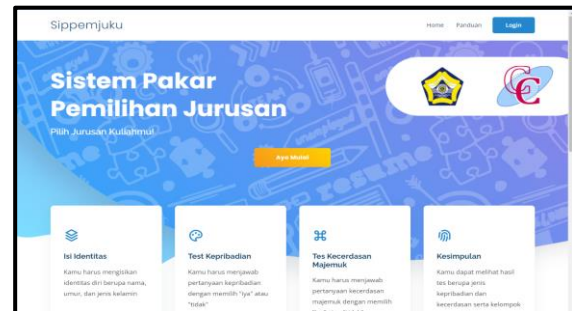 Sippemjuku
Home Panduan Login
Sistem Pakar
Pemilihan Jurusan
Pilih Jurusan Kuliahmu!
Ayo Mulai
Isi Identitas
Kamu harus mengisikan
identitas diri berupa nama,
umur, dan jenis kelamin
Test Kepribadian
Kamu harus menjawab
pertanyaan kepribadian
dengan memilih "iya" atau
"tidak"
Tes Kecerdasan
Majemuk
Kamu harus menjawab
pertanyaan kecerdasan
majemuk dengan memilih
Kesimpulan
Kamu dapat melihat hasil
tes berupa jenis
kepribadian dan
kecerdasan serta kelompok